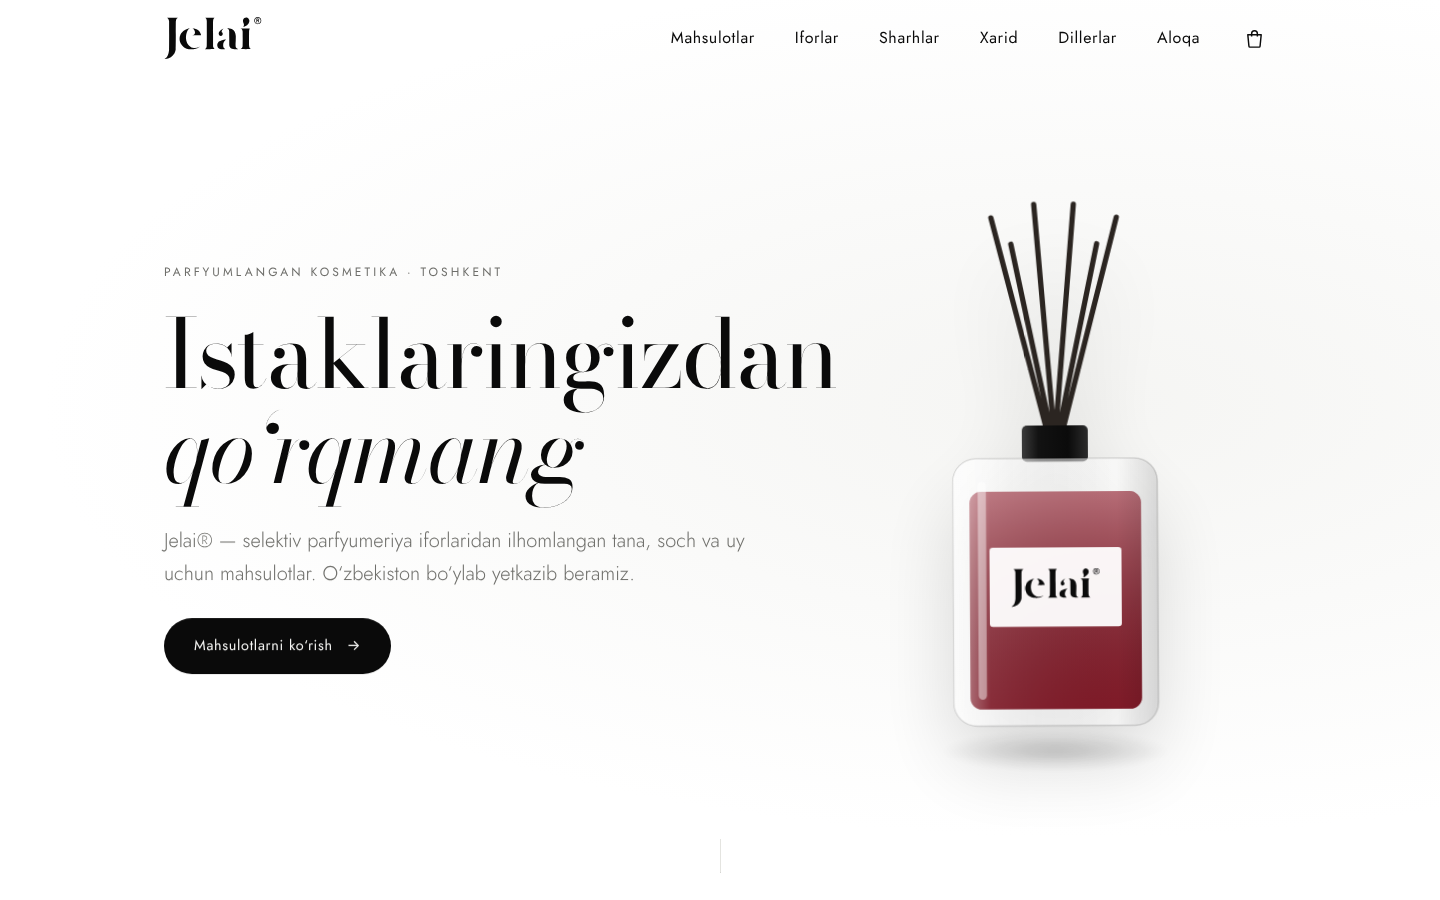 Jelai®
Mahsulotlar Iforlar Sharhlar Xarid Dillerlar Aloqa
PARFYUMLANGAN KOSMETIKA · TOSHKENT
Istaklaringizdan
qo‘rqmang
Jelai® — selektiv parfyumeriya iforlaridan ilhomlangan tana, soch va uy
uchun mahsulotlar. O‘zbekiston bo‘ylab yetkazib beramiz.
Mahsulotlarni ko‘rish →
Jelai®